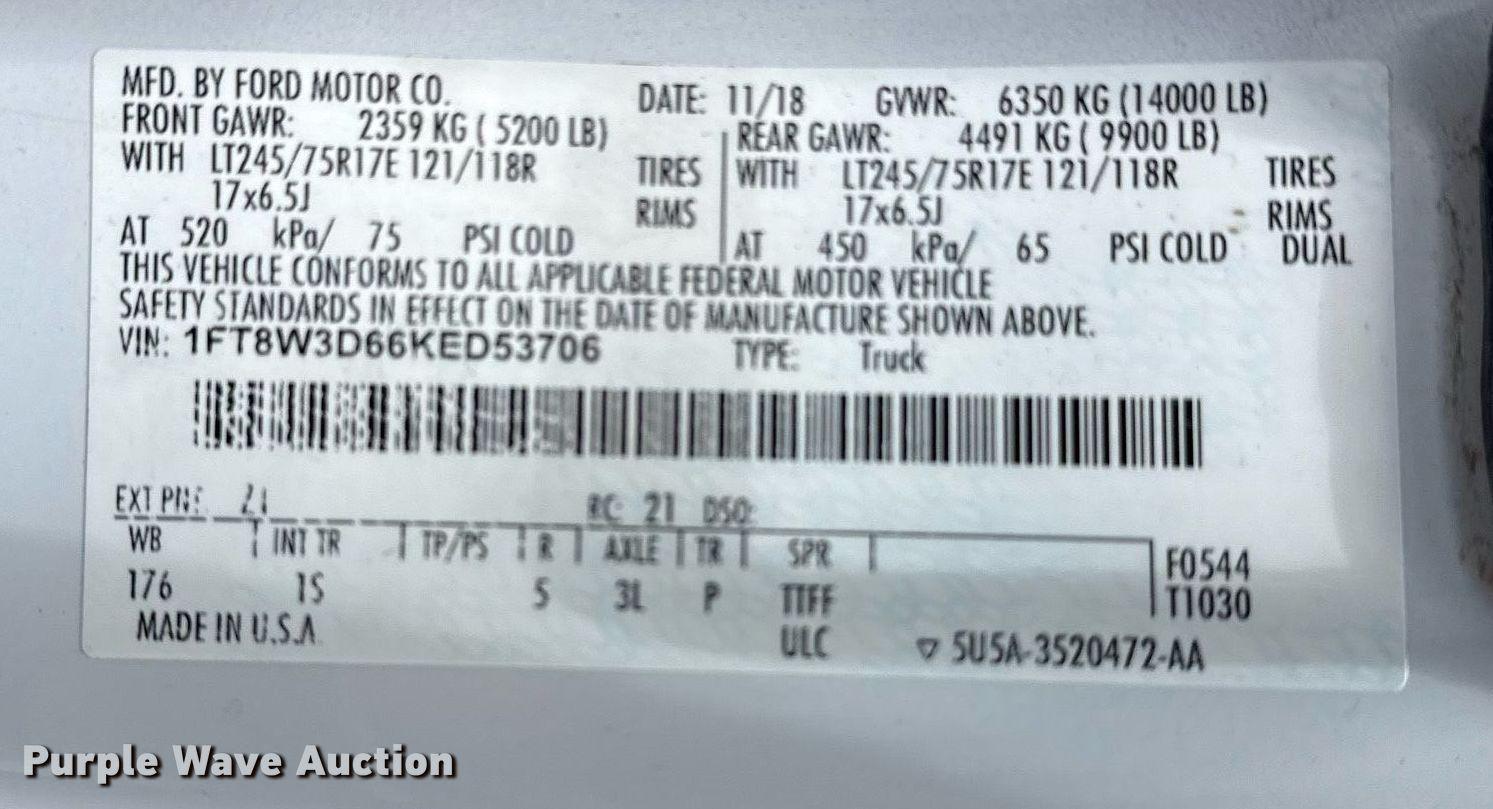 MFD. BY FORD MOTOR CO.
DATE: 11/18 GVWR: 6350 KG (14000 LB)
FRONT GAWR: 2359 KG ( 5200 LB)
REAR GAWR: 4491 KG ( 9900 LB)
WITH LT245/75R17E 121/118R TIRES
WITH LT245/75R17E 121/118R TIRES
17x6.5J RIMS
17x6.5J RIMS
AT 520 kPa/ 75 PSI COLD
AT 450 kPa/ 65 PSI COLD DUAL
THIS VEHICLE CONFORMS TO ALL APPLICABLE FEDERAL MOTOR VEHICLE
SAFETY STANDARDS IN EFFECT ON THE DATE OF MANUFACTURE SHOWN ABOVE.
VIN: 1FT8W3D66KED53706 TYPE: Truck
EXT PNT: Z1 RC: 21 DSO:
WB INT TR TP/PS R AXLE TR SPR
176 1S 5 3L P TTFF
F0544
T1030
MADE IN U.S.A. ULC ▽ 5U5A-3520472-AA
Purple Wave Auction